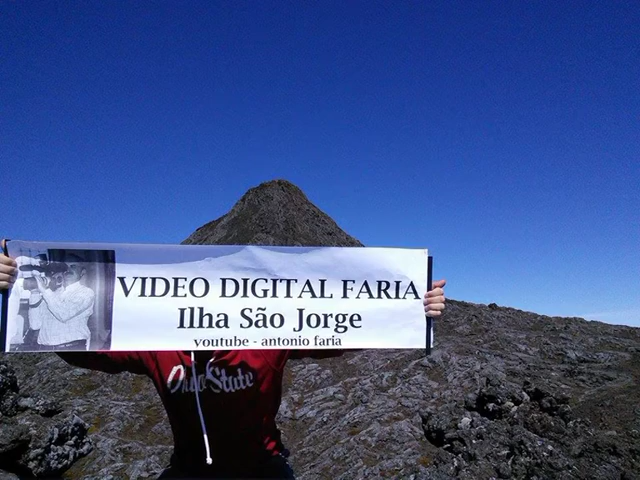 VIDEO DIGITAL FARIA
Ilha São Jorge
youtube - antonio faria
Ohio State